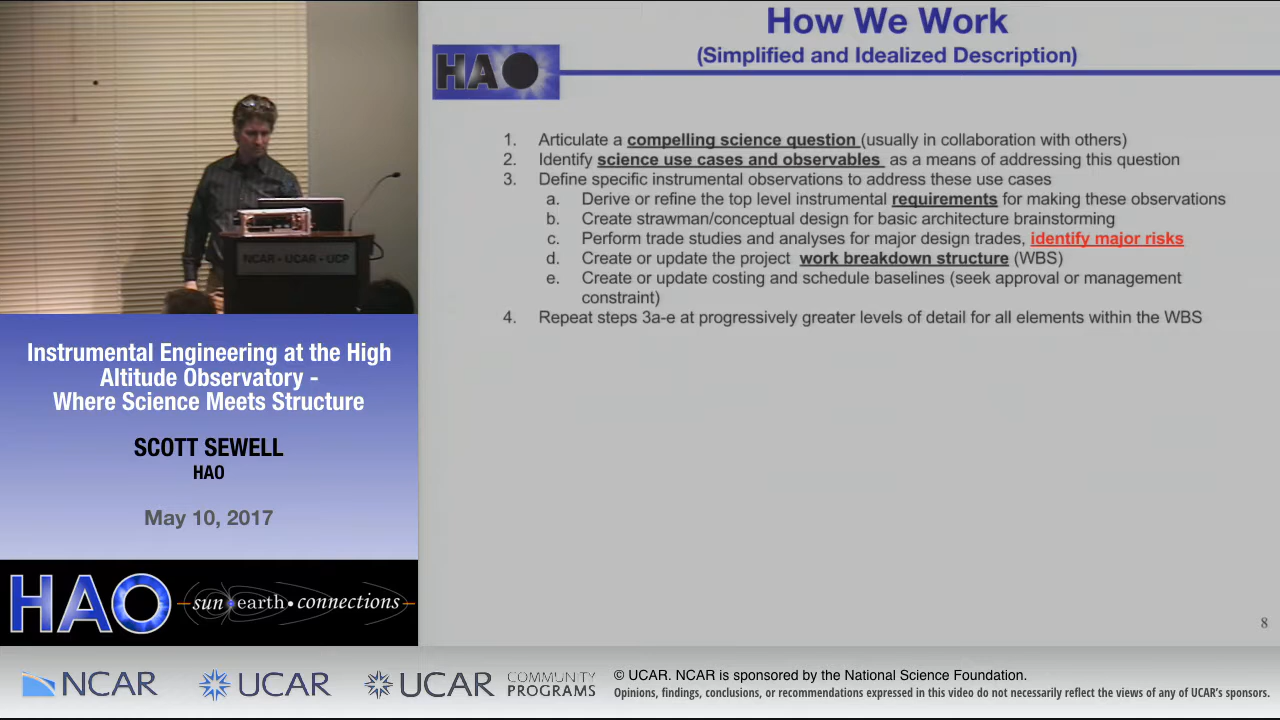 How We Work
(Simplified and Idealized Description)
HAO
1. Articulate a compelling science question (usually in collaboration with others)
2. Identify science use cases and observables as a means of addressing this question
3. Define specific instrumental observations to address these use cases
a. Derive or refine the top level instrumental requirements for making these observations
b. Create strawman/conceptual design for basic architecture brainstorming
c. Perform trade studies and analyses for major design trades, identify major risks
d. Create or update the project work breakdown structure (WBS)
e. Create or update costing and schedule baselines (seek approval or management
constraint)
4. Repeat steps 3a-e at progressively greater levels of detail for all elements within the WBS
8
NCAR - UCAR - UCP
Instrumental Engineering at the High
Altitude Observatory -
Where Science Meets Structure
SCOTT SEWELL
HAO
May 10, 2017
HAO
sun • earth • connections
NCAR
UCAR
UCAR
COMMUNITY
PROGRAMS
© UCAR. NCAR is sponsored by the National Science Foundation.
Opinions, findings, conclusions, or recommendations expressed in this video do not necessarily reflect the views of any of UCAR's sponsors.